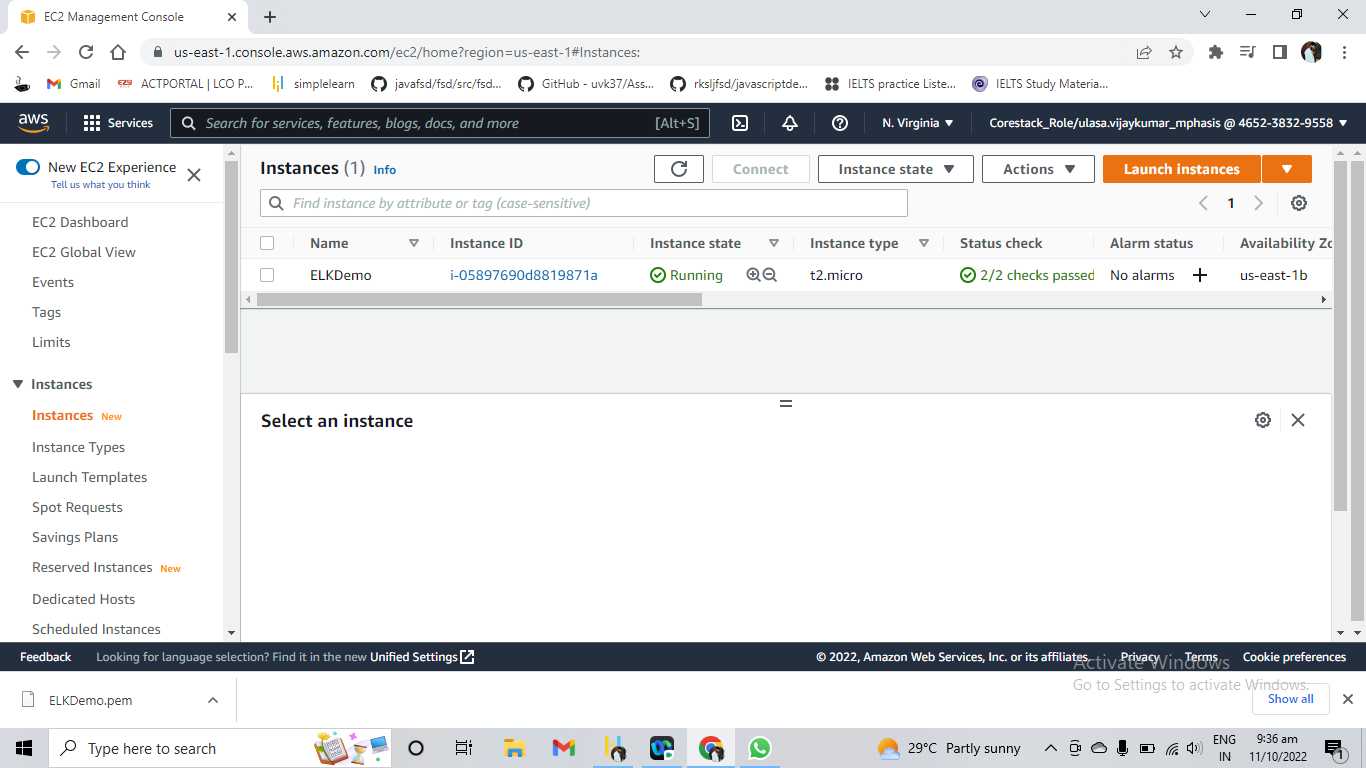 EC2 Management Console
us-east-1.console.aws.amazon.com/ec2/home?region=us-east-1#Instances:
Gmail
ACTPORTAL | LCO P...
simplelearn
javafsd/fsd/src/fsd...
GitHub - uvk37/Ass...
rksljfsd/javascriptde...
IELTS practice Liste...
IELTS Study Materia...
aws
Services
Search for services, features, blogs, docs, and more
[Alt+S]
N. Virginia
Corestack_Role/ulasa.vijaykumar_mphasis @ 4652-3832-9558
New EC2 Experience
Tell us what you think
EC2 Dashboard
EC2 Global View
Events
Tags
Limits
Instances
Instances New
Instance Types
Launch Templates
Spot Requests
Savings Plans
Reserved Instances New
Dedicated Hosts
Scheduled Instances
Instances (1) Info
Connect
Instance state
Actions
Launch instances
Find instance by attribute or tag (case-sensitive)
1
Name Instance ID Instance state Instance type Status check Alarm status Availability Zo
ELKDemo i-05897690d8819871a Running t2.micro 2/2 checks passed No alarms + us-east-1b
Select an instance
Feedback Looking for language selection? Find it in the new Unified Settings
© 2022, Amazon Web Services, Inc. or its affiliates. Privacy Terms Cookie preferences
Activate Windows
Go to Settings to activate Windows.
ELKDemo.pem
Show all
Type here to search
29°C Partly sunny
ENG
IN
9:36 am
11/10/2022
1